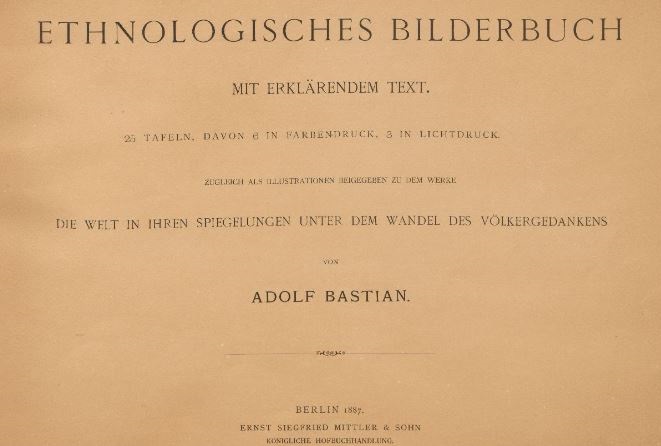 ETHNOLOGISCHES BILDERBUCH
MIT ERKLÄRENDEM TEXT.
25 TAFELN, DAVON 6 IN FARBENDRUCK, 3 IN LICHTDRUCK.
ZUGLEICH ALS ILLUSTRATIONEN BEIGEGEBEN ZU DEM WERKE
DIE WELT IN IHREN SPIEGELUNGEN UNTER DEM WANDEL DES VÖLKERGEDANKENS
VON
ADOLF BASTIAN.
BERLIN 1887.
ERNST SIEGFRIED MITTLER & SOHN
KÖNIGLICHE HOFBUCHHANDLUNG.